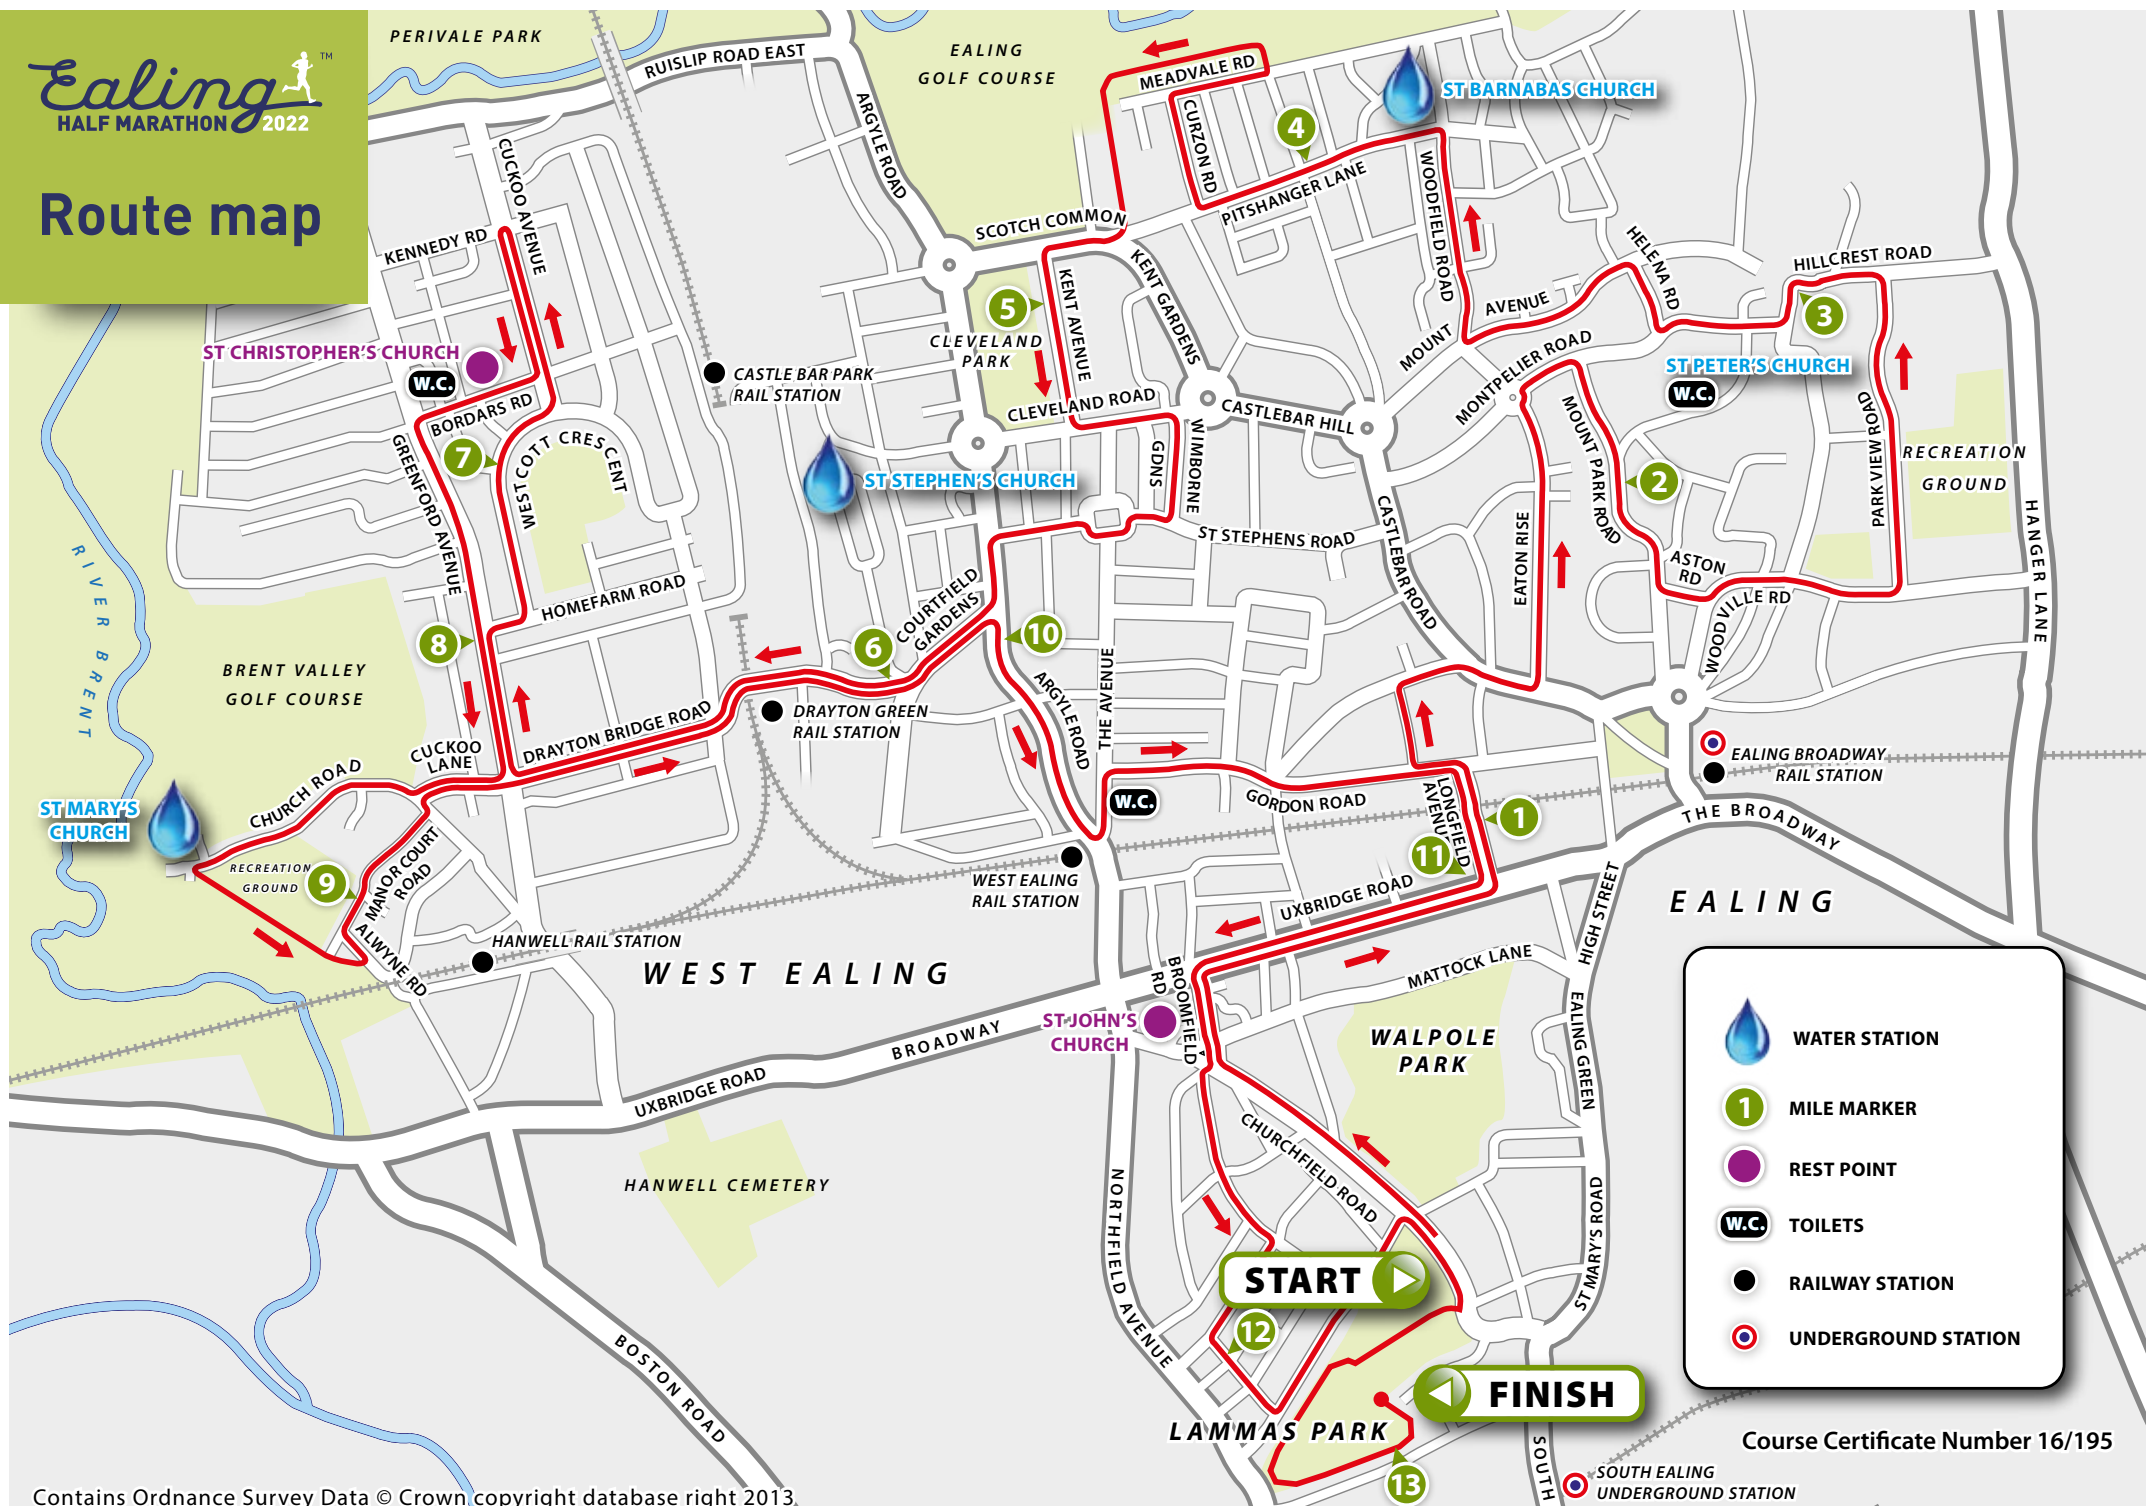 Ealing
TM
HALF MARATHON 2022
Route map
PERIVALE PARK
RUISLIP ROAD EAST
EALING
GOLF COURSE
MEADVALE RD
ST BARNABAS CHURCH
ARGYLE ROAD
CURZON RD
4
PITSHANGER LANE
WOODFIELD ROAD
CUCKOO AVENUE
KENNEDY RD
SCOTCH COMMON
KENT GARDENS
HELENA RD
HILLCREST ROAD
5
KENT AVENUE
AVENUE
MOUNT
3
CLEVELAND
PARK
ST CHRISTOPHER'S CHURCH
W.C.
CASTLE BAR PARK
RAIL STATION
MONTPELIER ROAD
ST PETER'S CHURCH
W.C.
BORDARS RD
CLEVELAND ROAD
CASTLEBAR HILL
MOUNT PARK ROAD
PARKVIEW ROAD
7
WESTCOTT CRESCENT
GREENFORD AVENUE
GDNS
WIMBORNE
2
RECREATION
GROUND
ST STEPHEN'S CHURCH
ST STEPHENS ROAD
CASTLEBAR ROAD
EATON RISE
HANGER LANE
RIVER BRENT
HOMEFARM ROAD
COURTFIELD
GARDENS
ASTON
RD
WOODVILLE RD
8
6
10
BRENT VALLEY
GOLF COURSE
ARGYLE ROAD
THE AVENUE
DRAYTON GREEN
RAIL STATION
DRAYTON BRIDGE ROAD
CUCKOO
LANE
CHURCH ROAD
EALING BROADWAY
RAIL STATION
ST MARY'S
CHURCH
W.C.
GORDON ROAD
LONGFIELD
AVENUE
1
THE BROADWAY
11
RECREATION
GROUND
9
MANOR COURT
ROAD
WEST EALING
RAIL STATION
UXBRIDGE ROAD
HIGH STREET
EALING
ALWYNE RD
HANWELL RAIL STATION
WEST EALING
MATTOCK LANE
BROOMFIELD
RD
EALING GREEN
ST JOHN'S
CHURCH
WALPOLE
PARK
BROADWAY
UXBRIDGE ROAD
CHURCHFIELD ROAD
HANWELL CEMETERY
NORTHFIELD AVENUE
ST MARY'S ROAD
START
12
FINISH
BOSTON ROAD
LAMMAS PARK
13
SOUTH
WATER STATION
1
MILE MARKER
REST POINT
W.C.
TOILETS
RAILWAY STATION
UNDERGROUND STATION
Course Certificate Number 16/195
SOUTH EALING
UNDERGROUND STATION
Contains Ordnance Survey Data © Crown copyright database right 2013